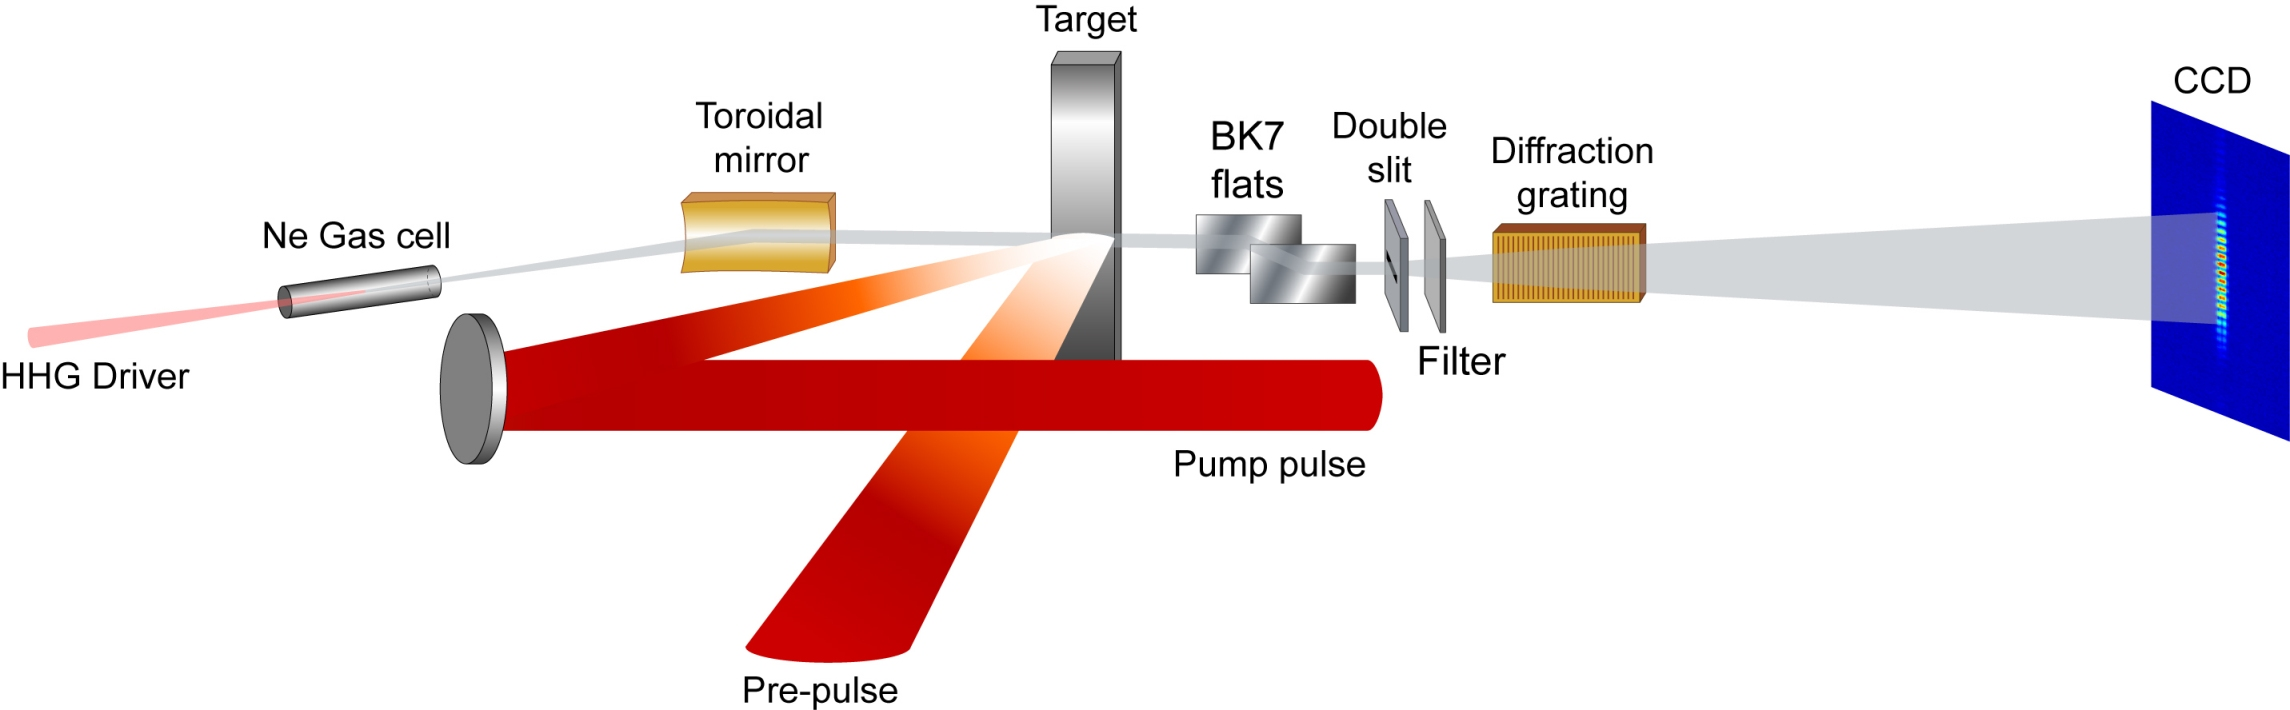 Target
CCD
Toroidal
mirror
BK7
flats
Double
slit
Diffraction
grating
Ne Gas cell
HHG Driver
Filter
Pump pulse
Pre-pulse